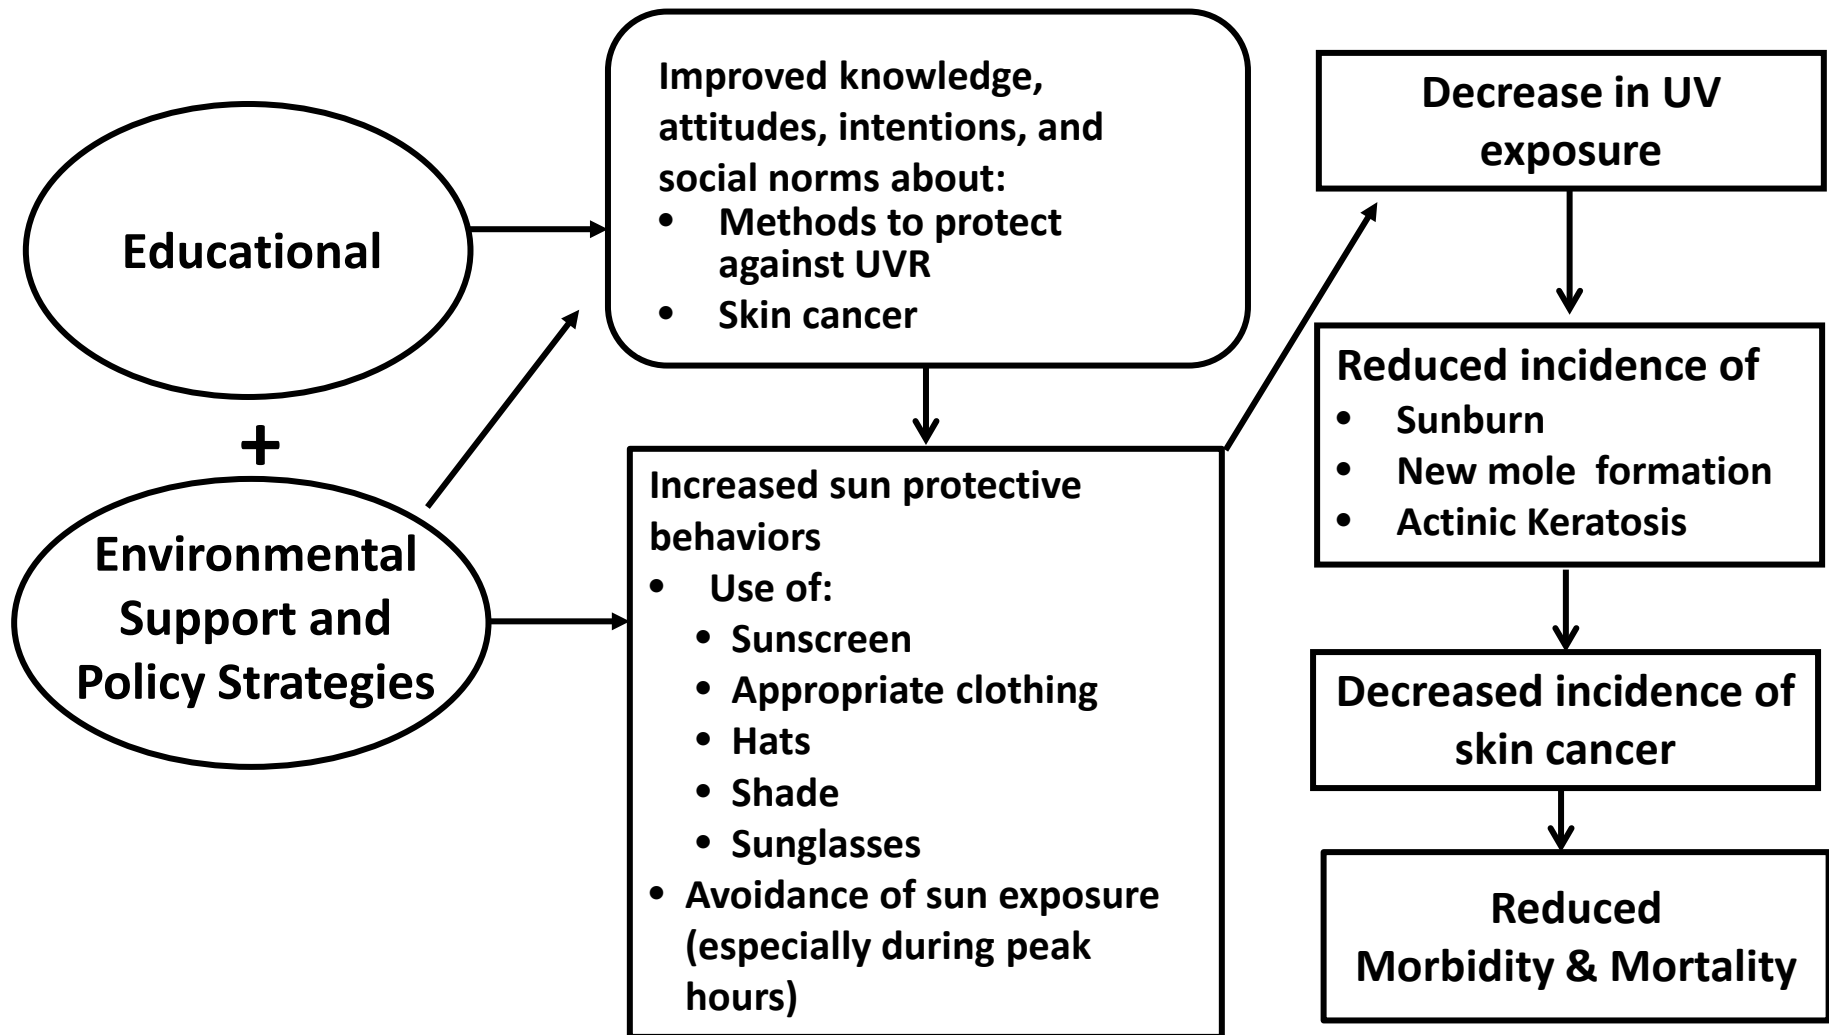 Educational
+
Environmental
Support and
Policy Strategies
Improved knowledge,
attitudes, intentions, and
social norms about:
• Methods to protect
against UVR
• Skin cancer
Increased sun protective
behaviors
• Use of:
• Sunscreen
• Appropriate clothing
• Hats
• Shade
• Sunglasses
• Avoidance of sun exposure
(especially during peak
hours)
Decrease in UV
exposure
Reduced incidence of
• Sunburn
• New mole  formation
• Actinic Keratosis
Decreased incidence of
skin cancer
Reduced
Morbidity & Mortality